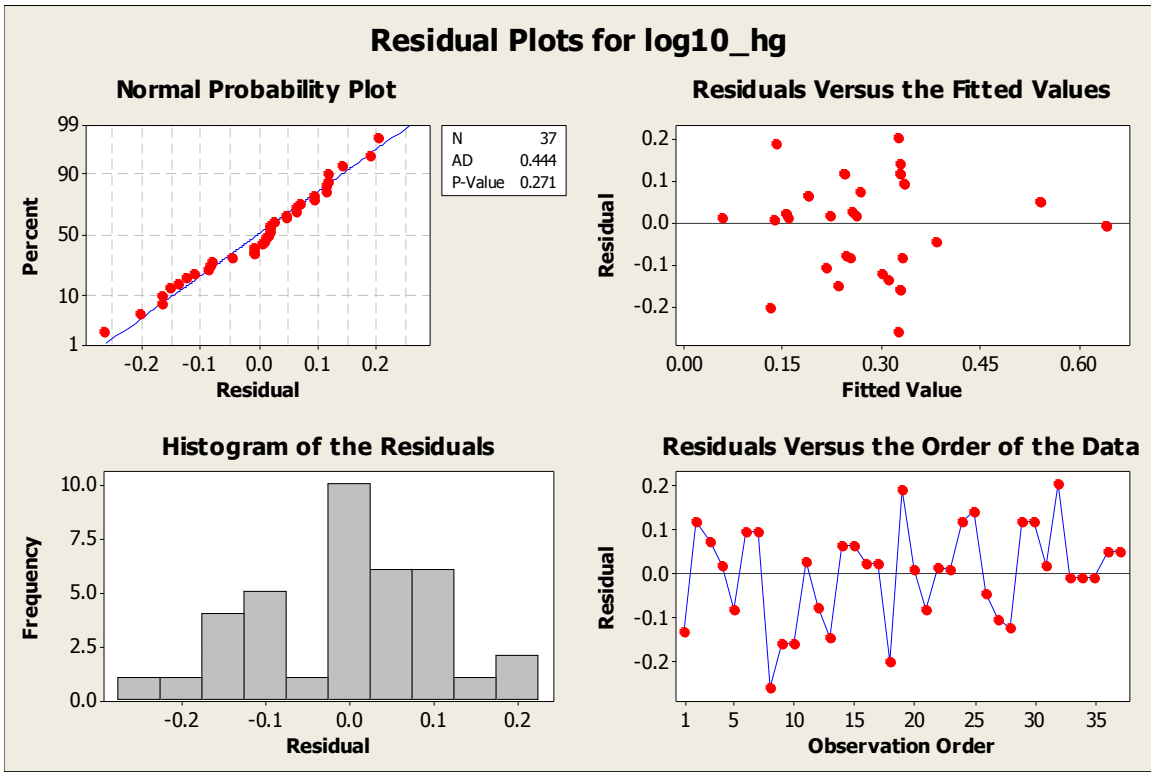 Residual Plots for log10_hg
Normal Probability Plot
99
90
50
10
1
Percent
-0.2 -0.1 0.0 0.1 0.2
Residual
N 37
AD 0.444
P-Value 0.271
Residuals Versus the Fitted Values
0.2
0.1
0.0
-0.1
-0.2
Residual
0.00 0.15 0.30 0.45 0.60
Fitted Value
Histogram of the Residuals
10.0
7.5
5.0
2.5
0.0
Frequency
-0.2 -0.1 0.0 0.1 0.2
Residual
Residuals Versus the Order of the Data
0.2
0.1
0.0
-0.1
-0.2
Residual
1 5 10 15 20 25 30 35
Observation Order